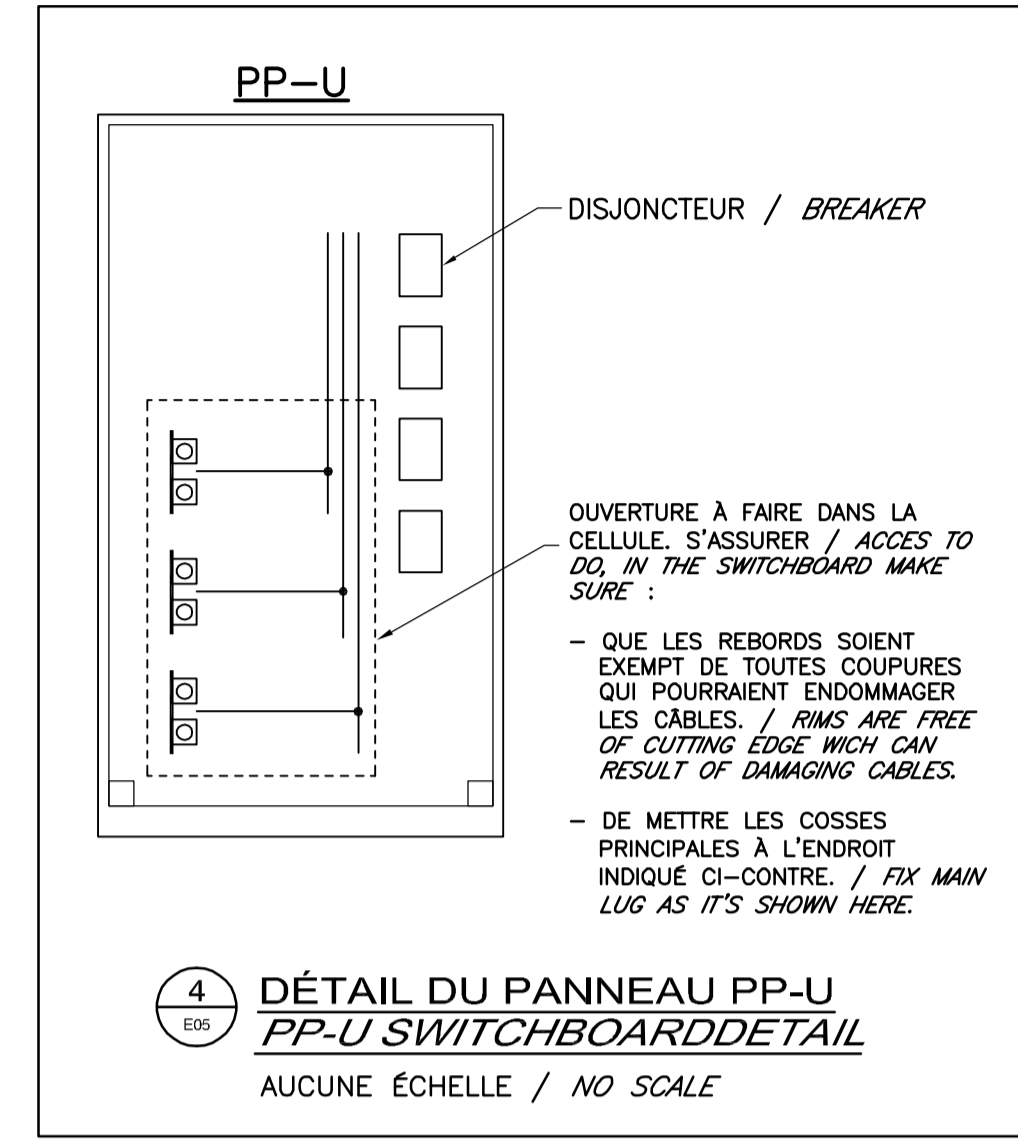 PP-U
DISJONCTEUR / BREAKER
OUVERTURE À FAIRE DANS LA
CELLULE. S'ASSURER / ACCES TO
DO, IN THE SWITCHBOARD MAKE
SURE :
- QUE LES REBORDS SOIENT
EXEMPT DE TOUTES COUPURES
QUI POURRAIENT ENDOMMAGER
LES CÂBLES. / RIMS ARE FREE
OF CUTTING EDGE WICH CAN
RESULT OF DAMAGING CABLES.
- DE METTRE LES COSSES
PRINCIPALES À L'ENDROIT
INDIQUÉ CI-CONTRE. / FIX MAIN
LUG AS IT'S SHOWN HERE.
4
E05
DÉTAIL DU PANNEAU PP-U
PP-U SWITCHBOARDDETAIL
AUCUNE ÉCHELLE / NO SCALE